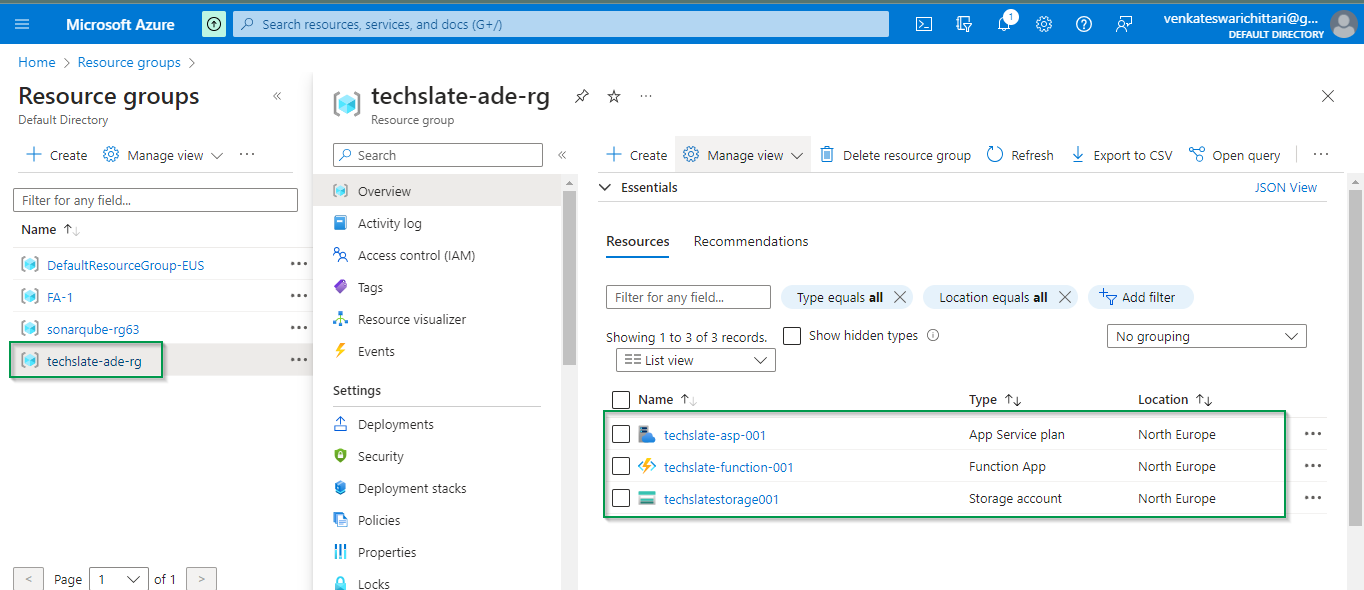 Microsoft Azure
Search resources, services, and docs (G+/)
1
venkateswarichittari@g...
DEFAULT DIRECTORY
Home > Resource groups >
Resource groups
Default Directory
Create
Manage view
Filter for any field...
Name
DefaultResourceGroup-EUS
FA-1
sonarqube-rg63
techslate-ade-rg
< Page 1 of 1 >
techslate-ade-rg
Resource group
Search
Overview
Activity log
Access control (IAM)
Tags
Resource visualizer
Events
Settings
Deployments
Security
Deployment stacks
Policies
Properties
Locks
Create Manage view Delete resource group Refresh Export to CSV Open query
Essentials JSON View
Resources Recommendations
Filter for any field... Type equals all Location equals all Add filter
Showing 1 to 3 of 3 records. Show hidden types No grouping
List view
Name Type Location
techslate-asp-001 App Service plan North Europe
techslate-function-001 Function App North Europe
techslatestorage001 Storage account North Europe